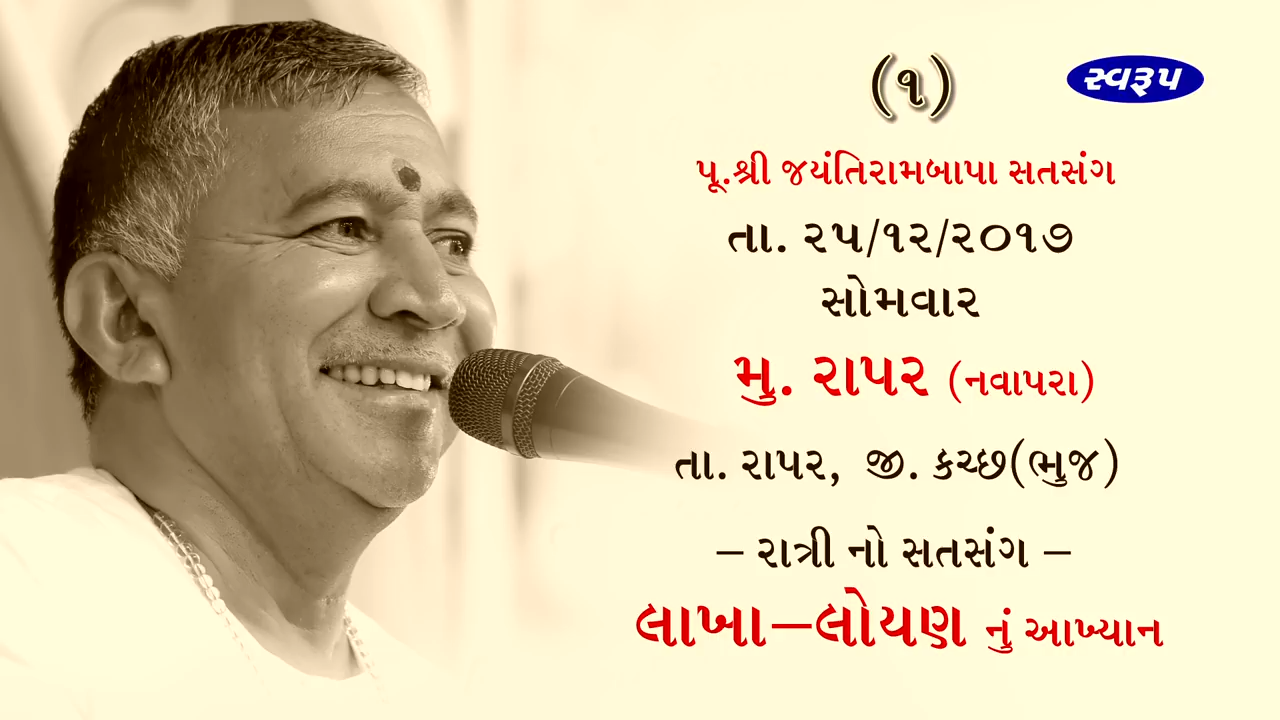 (૧)
સ્વરૂપ
પૂ.શ્રી જયંતિરામબાપા સતસંગ
તા. ૨૫/૧૨/૨૦૧૭
સોમવાર
મુ. રાપર (નવાપરા)
તા. રાપર, જી. કચ્છ(ભુજ)
– રાત્રી નો સતસંગ –
લાખા–લોયણ નું આખ્યાન